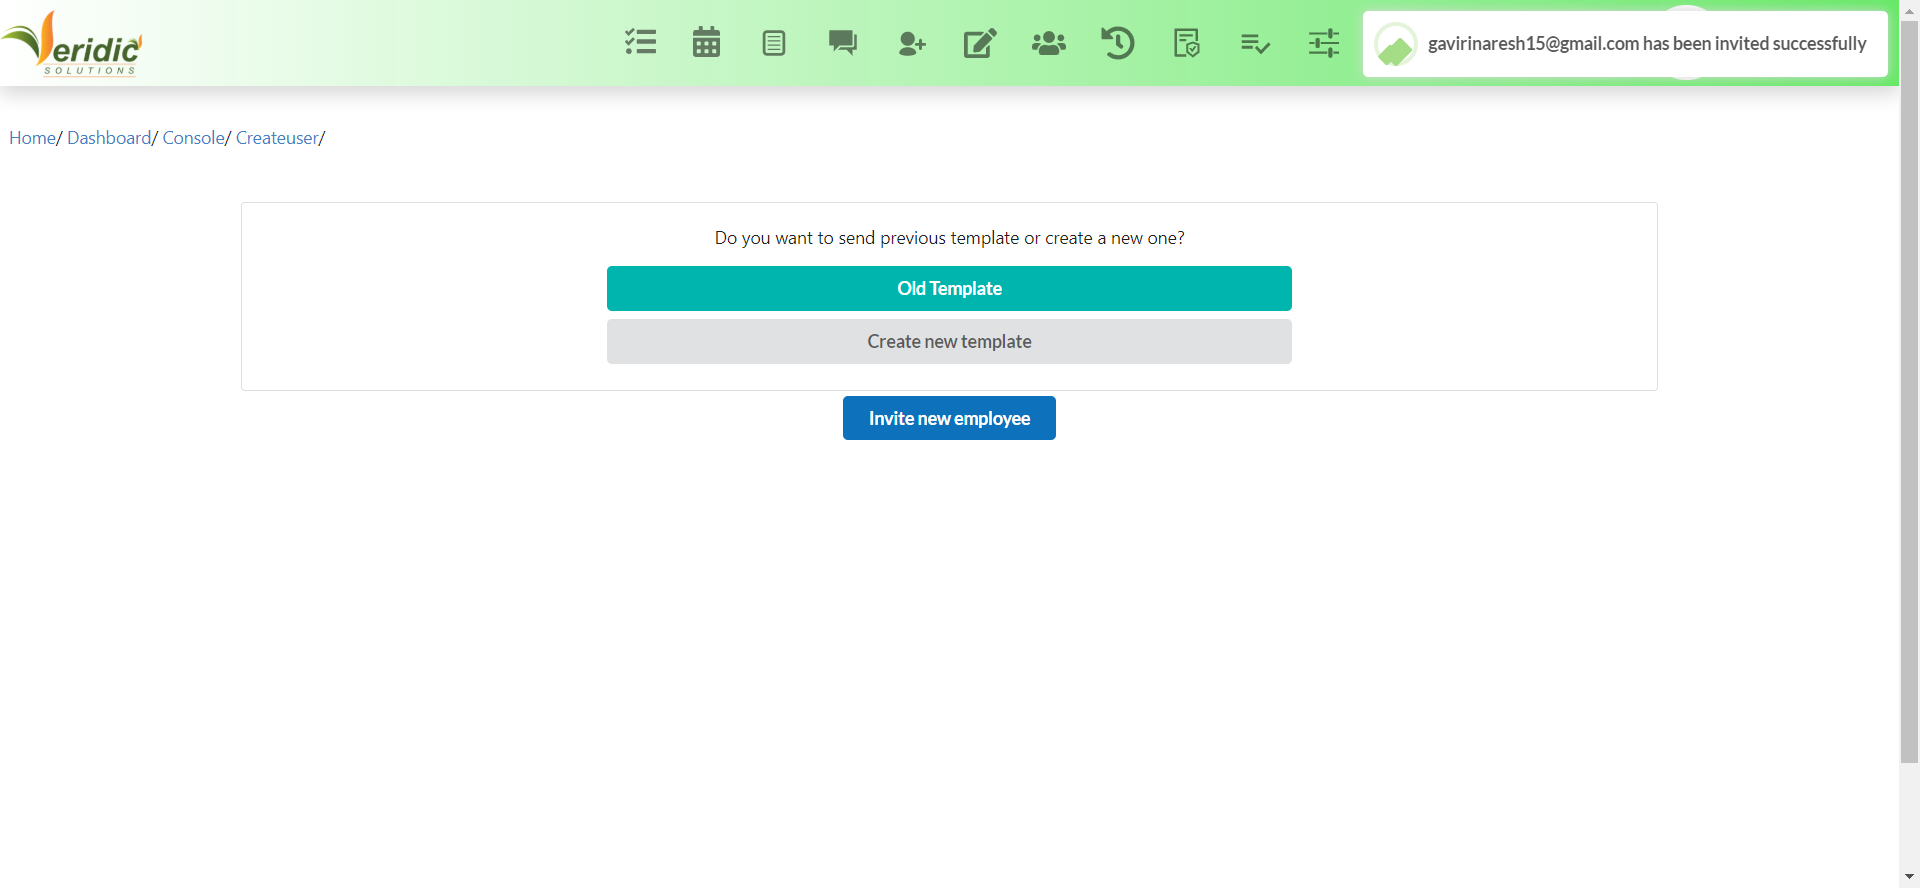 Veridic
SOLUTIONS
gavirinaresh15@gmail.com has been invited successfully
Home/ Dashboard/ Console/ Createuser/
Do you want to send previous template or create a new one?
Old Template
Create new template
Invite new employee